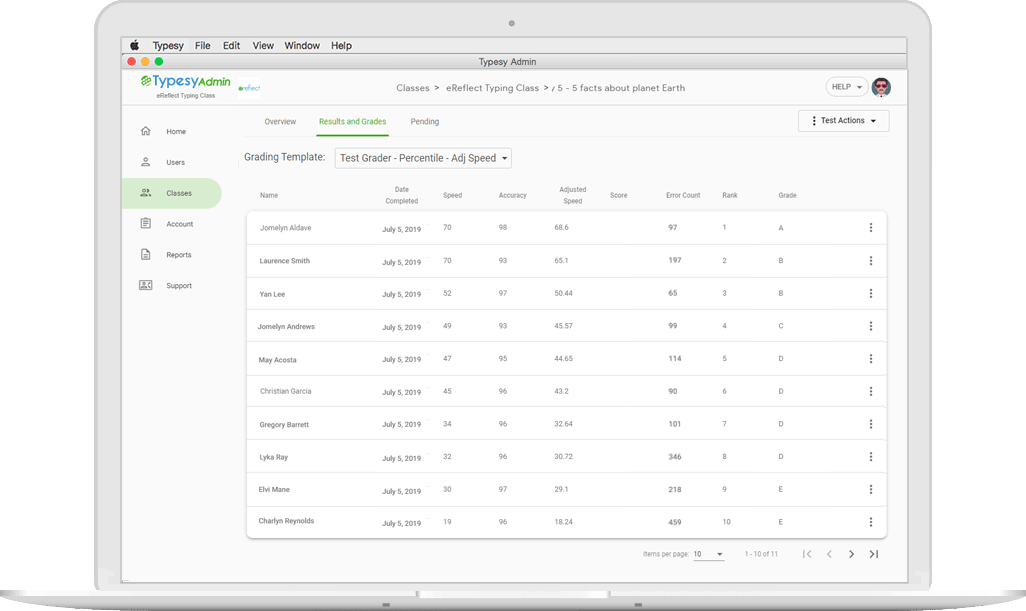 Typesy File Edit View Window Help
Typesy Admin
TypesyAdmin
eReflect Typing Class
eReflect
Classes > eReflect Typing Class > / 5 - 5 facts about planet Earth
HELP
Home
Users
Classes
Account
Reports
Support
Overview Results and Grades Pending
Test Actions
Grading Template: Test Grader - Percentile - Adj Speed
Name Date Completed Speed Accuracy Adjusted Speed Score Error Count Rank Grade
Jomelyn Aldave July 5, 2019 70 98 68.6 97 1 A
Laurence Smith July 5, 2019 70 93 65.1 197 2 B
Yan Lee July 5, 2019 52 97 50.44 65 3 B
Jomelyn Andrews July 5, 2019 49 93 45.57 99 4 C
May Acosta July 5, 2019 47 95 44.65 114 5 D
Christian Garcia July 5, 2019 45 96 43.2 90 6 D
Gregory Barrett July 5, 2019 34 96 32.64 101 7 D
Lyka Ray July 5, 2019 32 96 30.72 346 8 D
Elvi Mane July 5, 2019 30 97 29.1 218 9 E
Charlyn Reynolds July 5, 2019 19 96 18.24 459 10 E
Items per page: 10 1 - 10 of 11